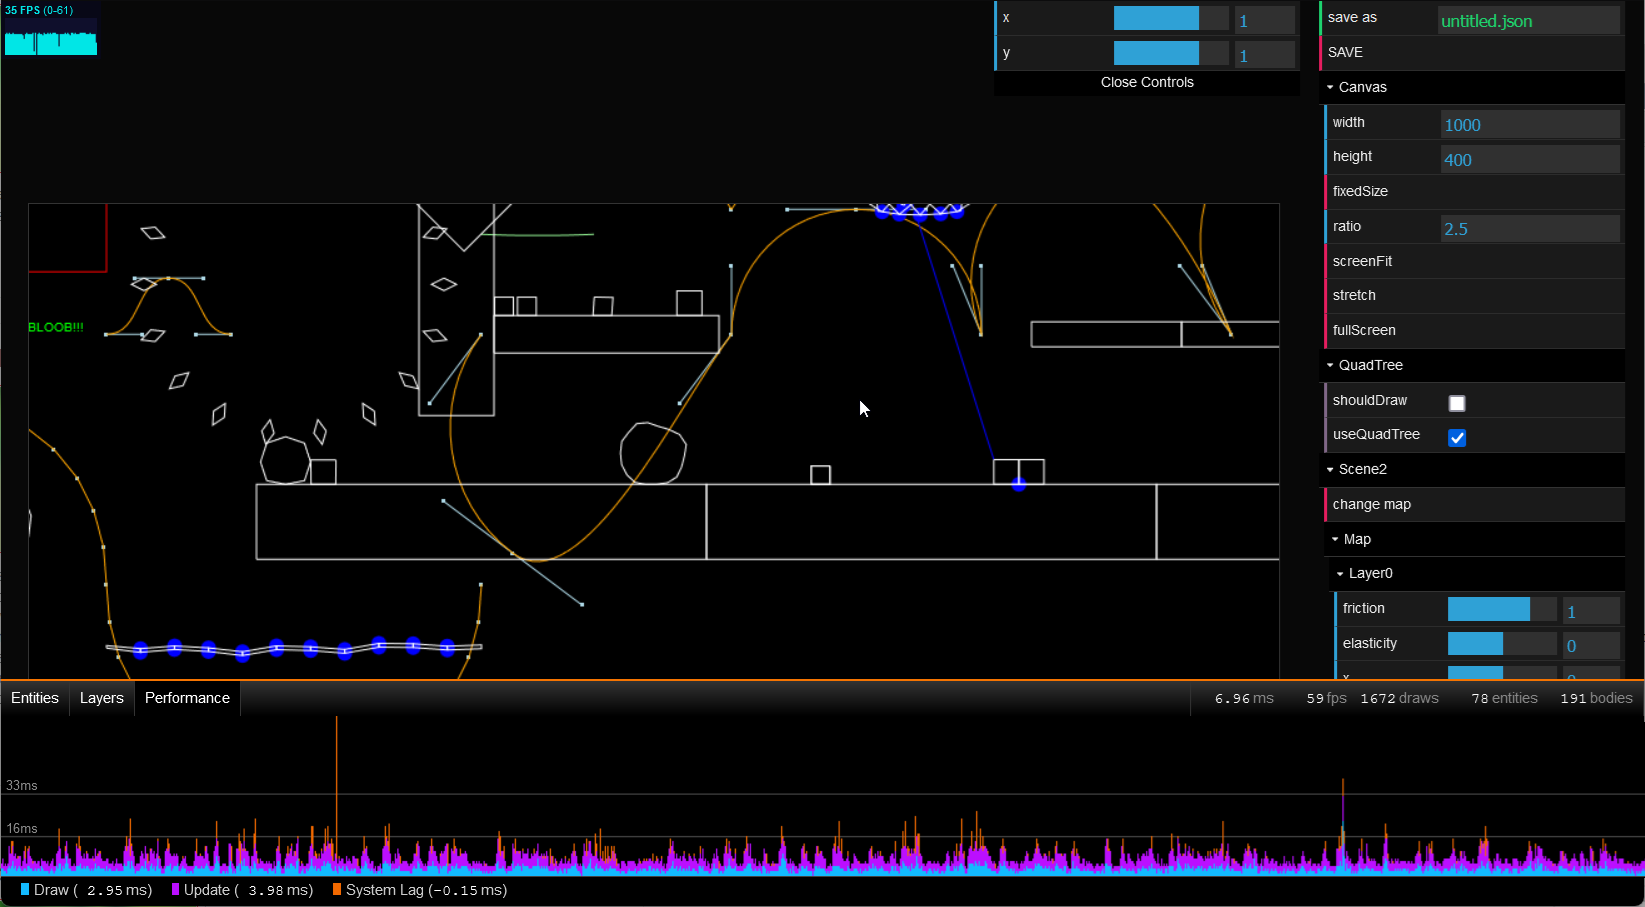 35 FPS (0-61)
x 1
y 1
Close Controls
save as untitled.json
SAVE
Canvas
width 1000
height 400
fixedSize
ratio 2.5
screenFit
stretch
fullScreen
QuadTree
shouldDraw
useQuadTree
Scene2
change map
Map
Layer0
friction 1
elasticity 0
BLOOB!!!
Entities Layers Performance 6.96 ms 59 fps 1672 draws 78 entities 191 bodies
33ms
16ms
Draw ( 2.95 ms) Update ( 3.98 ms) System Lag (-0.15 ms)